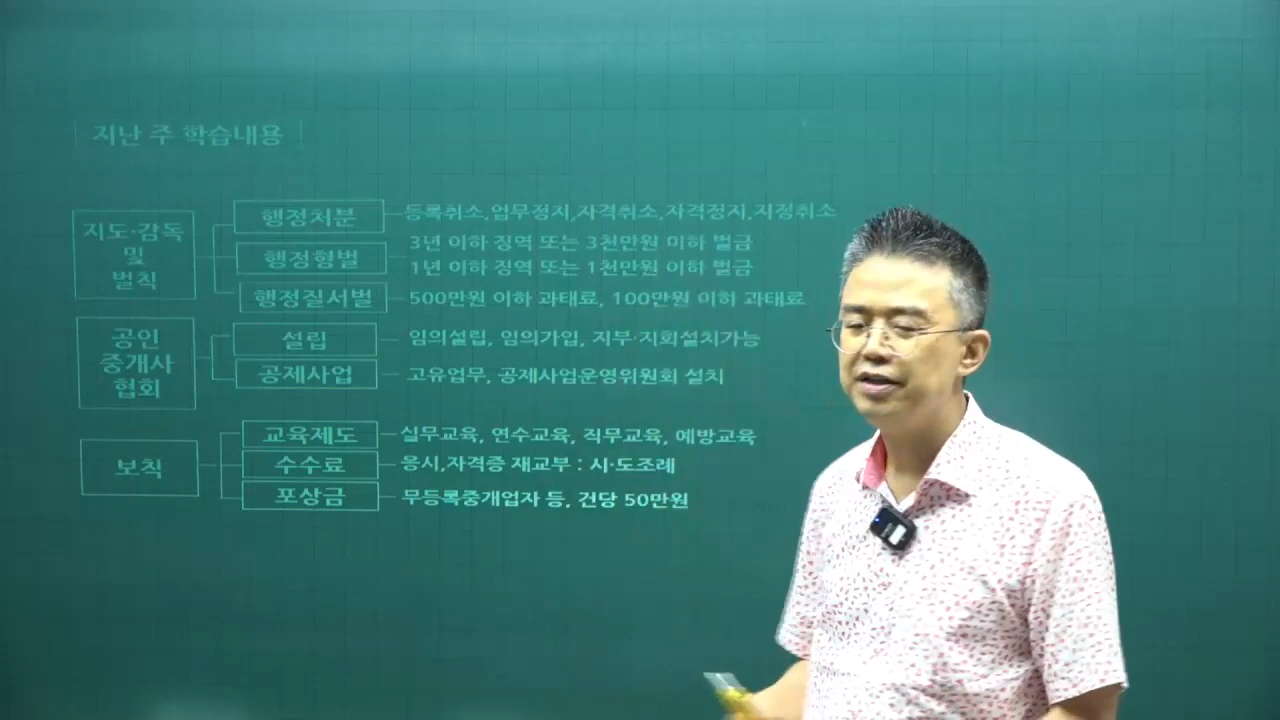 지난 주 학습내용
지도·감독
및
벌칙
행정처분
등록취소,업무정지,자격취소,자격정지,지정취소
행정형벌
3년 이하 징역 또는 3천만원 이하 벌금
1년 이하 징역 또는 1천만원 이하 벌금
행정질서벌
500만원 이하 과태료, 100만원 이하 과태료
공인
중개사
협회
설립
임의설립, 임의가입, 지부·지회설치가능
공제사업
고유업무, 공제사업운영위원회 설치
보칙
교육제도
실무교육, 연수교육, 직무교육, 예방교육
수수료
응시,자격증 재교부 : 시·도조례
포상금
무등록중개업자 등, 건당 50만원